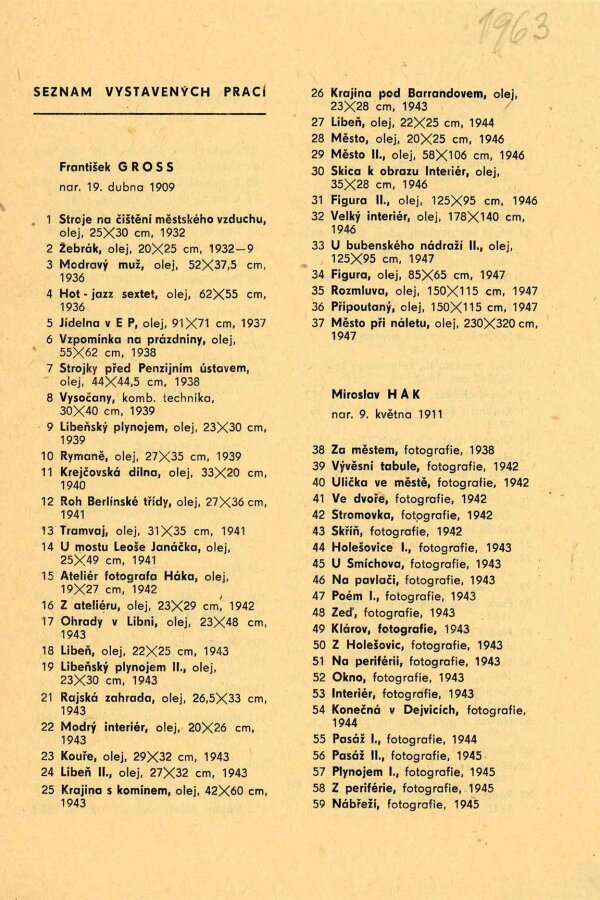 1963
SEZNAM VYSTAVENÝCH PRACÍ
František GROSS
nar. 19. dubna 1909
1 Stroje na čištění městského vzduchu,
olej, 25×30 cm, 1932
2 Žebrák, olej, 20×25 cm, 1932—9
3 Modravý muž, olej, 52×37,5 cm,
1936
4 Hot - jazz sextet, olej, 62×55 cm,
1936
5 Jídelna v E P, olej, 91×71 cm, 1937
6 Vzpomínka na prázdniny, olej,
55×62 cm, 1938
7 Strojky před Penzijním ústavem,
olej, 44×44,5 cm, 1938
8 Vysočany, komb. technika,
30×40 cm, 1939
9 Libeňský plynojem, olej, 23×30 cm,
1939
10 Rymaně, olej, 27×35 cm, 1939
11 Krejčovská dílna, olej, 33×20 cm,
1940
12 Roh Berlínské třídy, olej, 27×36 cm,
1941
13 Tramvaj, olej, 31×35 cm, 1941
14 U mostu Leoše Janáčka, olej,
25×49 cm, 1941
15 Ateliér fotografa Háka, olej,
19×27 cm, 1942
16 Z ateliéru, olej, 23×29 cm, 1942
17 Ohrady v Libni, olej, 23×48 cm,
1943
18 Libeň, olej, 22×25 cm, 1943
19 Libeňský plynojem II., olej,
23×30 cm, 1943
21 Rajská zahrada, olej, 26,5×33 cm,
1943
22 Modrý interiér, olej, 20×26 cm,
1943
23 Kouře, olej, 29×32 cm, 1943
24 Libeň II., olej, 27×32 cm, 1943
25 Krajina s komínem, olej, 42×60 cm,
1943
26 Krajina pod Barrandovem, olej,
23×28 cm, 1943
27 Libeň, olej, 22×25 cm, 1944
28 Město, olej, 20×25 cm, 1946
29 Město II., olej, 58×106 cm, 1946
30 Skica k obrazu Interiér, olej,
35×28 cm, 1946
31 Figura II., olej, 125×95 cm, 1946
32 Velký interiér, olej, 178×140 cm,
1946
33 U bubenského nádraží II., olej,
125×95 cm, 1947
34 Figura, olej, 85×65 cm, 1947
35 Rozmluva, olej, 150×115 cm, 1947
36 Připoutaný, olej, 150×115 cm, 1947
37 Město při náletu, olej, 230×320 cm,
1947
Miroslav HÁK
nar. 9. května 1911
38 Za městem, fotografie, 1938
39 Vývěsní tabule, fotografie, 1942
40 Ulička ve městě, fotografie, 1942
41 Ve dvoře, fotografie, 1942
42 Stromovka, fotografie, 1942
43 Skříň, fotografie, 1942
44 Holešovice I., fotografie, 1943
45 U Smíchova, fotografie, 1943
46 Na pavlači, fotografie, 1943
47 Poém I., fotografie, 1943
48 Zeď, fotografie, 1943
49 Klárov, fotografie, 1943
50 Z Holešovic, fotografie, 1943
51 Na periférii, fotografie, 1943
52 Okno, fotografie, 1943
53 Interiér, fotografie, 1943
54 Konečná v Dejvicích, fotografie,
1944
55 Pasáž I., fotografie, 1944
56 Pasáž II., fotografie, 1945
57 Plynojem I., fotografie, 1945
58 Z periférie, fotografie, 1945
59 Nábřeží, fotografie, 1945